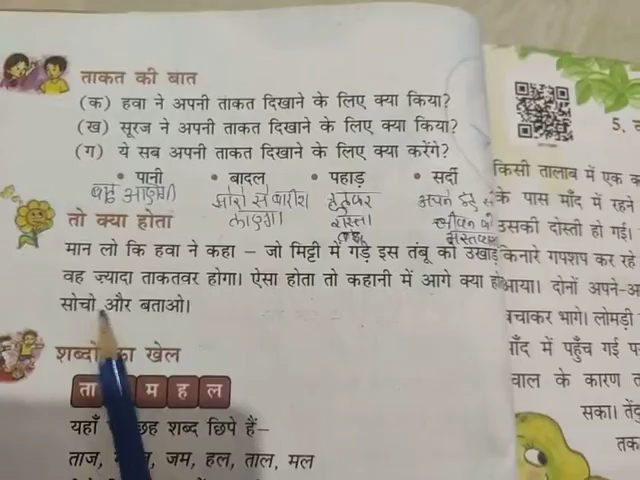 ताकत की बात
(क) हवा ने अपनी ताकत दिखाने के लिए क्या किया?
(ख) सूरज ने अपनी ताकत दिखाने के लिए क्या किया?
(ग) ये सब अपनी ताकत दिखाने के लिए क्या करेंगे?
• पानी • बादल • पहाड़ • सर्दी
जोरो से बारीश
लाएगा।
तो क्या होता
मान लो कि हवा ने कहा – जो मिट्टी में गड़े इस तंबू को उखाड़
वह ज़्यादा ताकतवर होगा। ऐसा होता तो कहानी में आगे क्या
सोचो और बताओ।
शब्दों का खेल
ता म ह ल
यहाँ छह शब्द छिपे हैं–
ताज, जम, हल, ताल, मल
5.
किसी तालाब में एक
के पास माँद में रहने
उसकी दोस्ती हो गई।
किनारे गपशप कर रहे
आया। दोनों अपने-अ
बचाकर भागे। लोमड़ी
माँद में पहुँच गई प
वाल के कारण त
सका। तें
तक